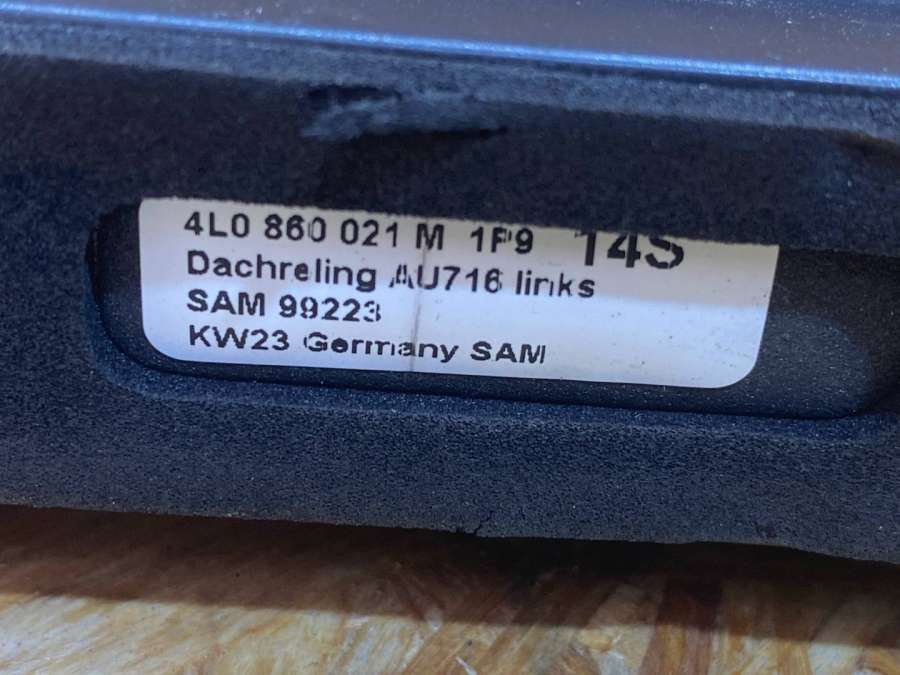 4L0 860 021 M 1P9 14S
Dachreling AU716 links
SAM 99223
KW23 Germany SAM